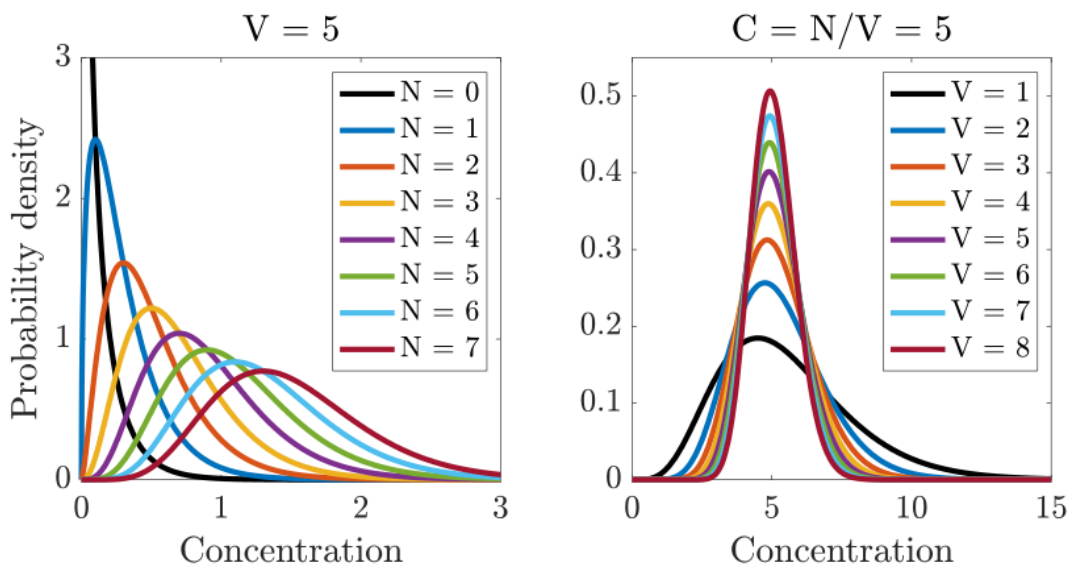 V = 5
3
2
1
0
Probability density
0
1
2
3
Concentration
N = 0
N = 1
N = 2
N = 3
N = 4
N = 5
N = 6
N = 7
C = N/V = 5
0.5
0.4
0.3
0.2
0.1
0
0
5
10
15
Concentration
V = 1
V = 2
V = 3
V = 4
V = 5
V = 6
V = 7
V = 8